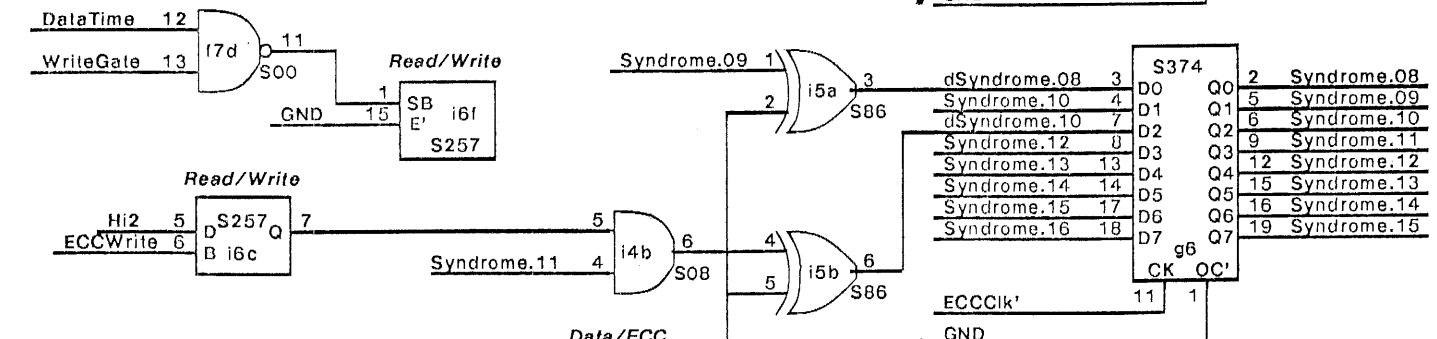 DataTime 12
WriteGate 13
f7d
11
S00
Read/Write
1 SB
GND 15 E'
i6f
S257
Read/Write
Hi2 5 D S257 Q 7
ECCWrite 6 B i6c
Syndrome.09 1
2
i5a
3
S86
5
Syndrome.11 4
i4b
6
S08
4
5
i5b
6
S86
Data/ECC
S374
dSyndrome.08 3 D0 Q0 2 Syndrome.08
Syndrome.10 4 D1 Q1 5 Syndrome.09
dSyndrome.10 7 D2 Q2 6 Syndrome.10
Syndrome.12 8 D3 Q3 9 Syndrome.11
Syndrome.13 13 D4 Q4 12 Syndrome.12
Syndrome.14 14 D5 Q5 15 Syndrome.13
Syndrome.15 17 D6 Q6 16 Syndrome.14
Syndrome.16 18 D7 Q7 19 Syndrome.15
g6
CK OC'
11 1
ECCClk'
GND